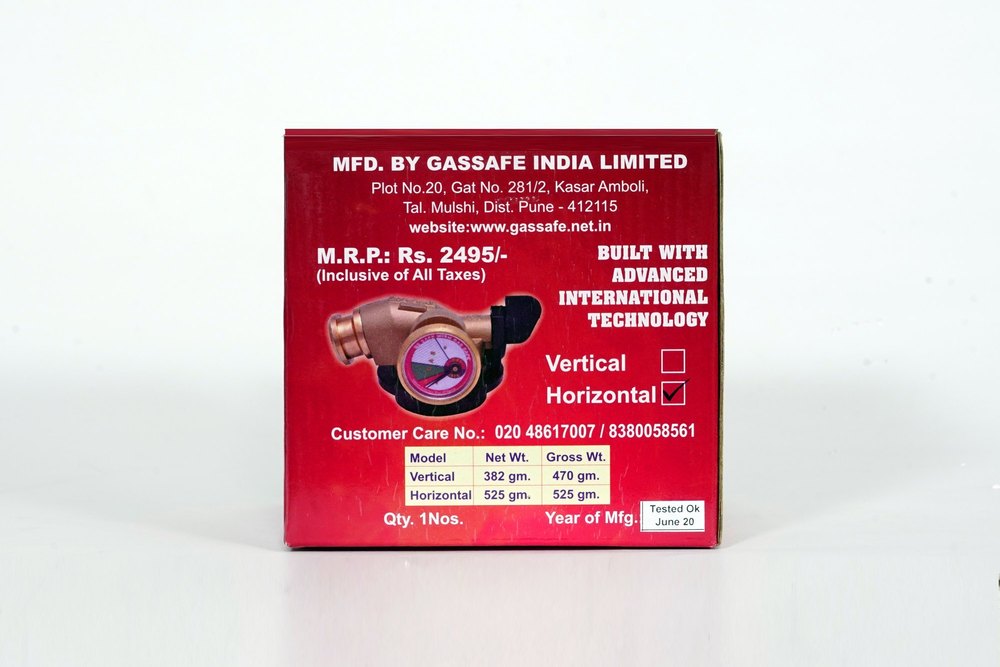 MFD. BY GASSAFE INDIA LIMITED
Plot No.20, Gat No. 281/2, Kasar Amboli,
Tal. Mulshi, Dist. Pune - 412115
website:www.gassafe.net.in
M.R.P.: Rs. 2495/-
(Inclusive of All Taxes)
BUILT WITH
ADVANCED
INTERNATIONAL
TECHNOLOGY
Vertical
Horizontal
Customer Care No.: 020 48617007 / 8380058561
Model Net Wt. Gross Wt.
Vertical 382 gm. 470 gm.
Horizontal 525 gm. 525 gm.
Qty. 1Nos.
Year of Mfg.:
Tested Ok
June 20